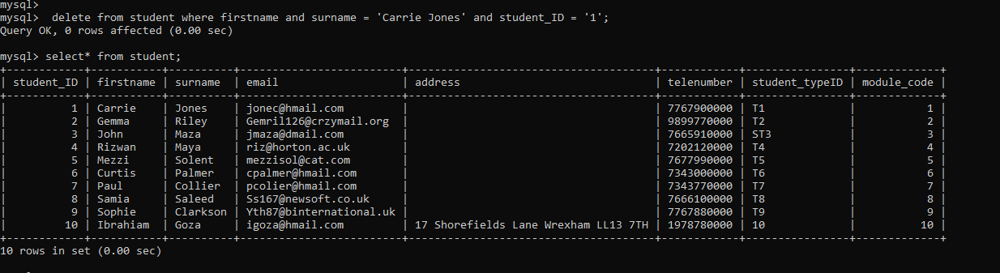 mysql>
mysql>  delete from student where firstname and surname = 'Carrie Jones' and student_ID = '1';
Query OK, 0 rows affected (0.00 sec)
mysql> select* from student;
+------------+-----------+----------+-------------------------+-------------------------------------+------------+----------------+-------------+
| student_ID | firstname | surname  | email                   | address                             | telenumber | student_typeID | module_code |
+------------+-----------+----------+-------------------------+-------------------------------------+------------+----------------+-------------+
|          1 | Carrie    | Jones    | jonec@hmail.com         |                                     | 7767900000 | T1             |           1 |
|          2 | Gemma     | Riley    | Gemril126@crzymail.org  |                                     | 9899770000 | T2             |           2 |
|          3 | John      | Maza     | jmaza@dmail.com         |                                     | 7665910000 | ST3            |           3 |
|          4 | Rizwan    | Maya     | riz@horton.ac.uk        |                                     | 7202120000 | T4             |           4 |
|          5 | Mezzi     | Solent   | mezzisol@cat.com        |                                     | 7677990000 | T5             |           5 |
|          6 | Curtis    | Palmer   | cpalmer@hmail.com       |                                     | 7343000000 | T6             |           6 |
|          7 | Paul      | Collier  | pcolier@hmail.com       |                                     | 7343770000 | T7             |           7 |
|          8 | Samia     | Saleed   | Ss167@newsoft.co.uk     |                                     | 7666100000 | T8             |           8 |
|          9 | Sophie    | Clarkson | Yth87@binternational.uk |                                     | 7767880000 | T9             |           9 |
|         10 | Ibrahiam  | Goza     | igoza@hmail.com         | 17 Shorefields Lane Wrexham LL13 7TH | 1978780000 | 10             |          10 |
+------------+-----------+----------+-------------------------+-------------------------------------+------------+----------------+-------------+
10 rows in set (0.00 sec)